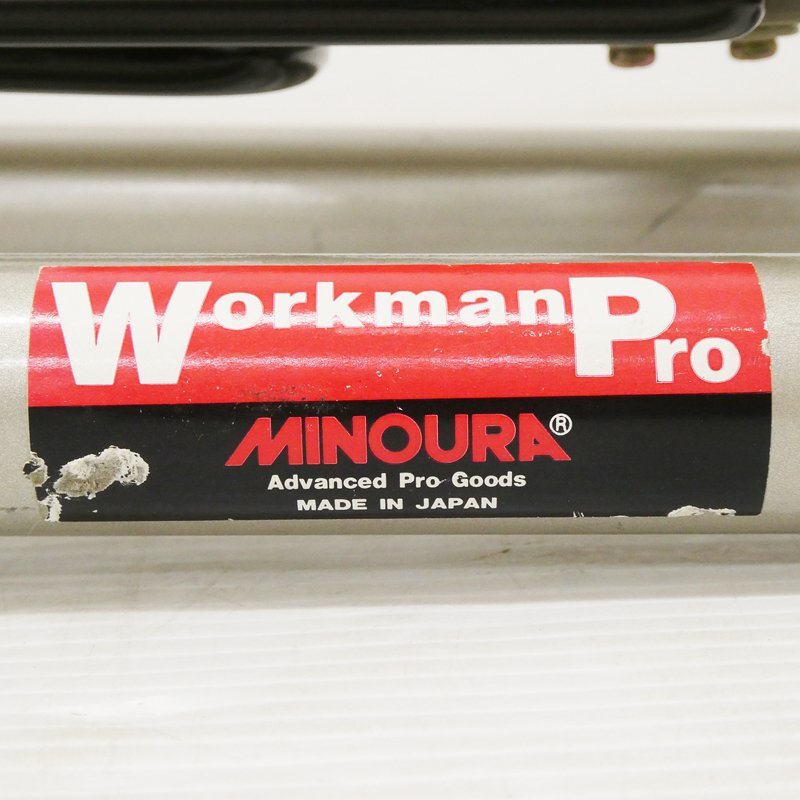 Workman Pro
MINOURA®
Advanced Pro Goods
MADE IN JAPAN